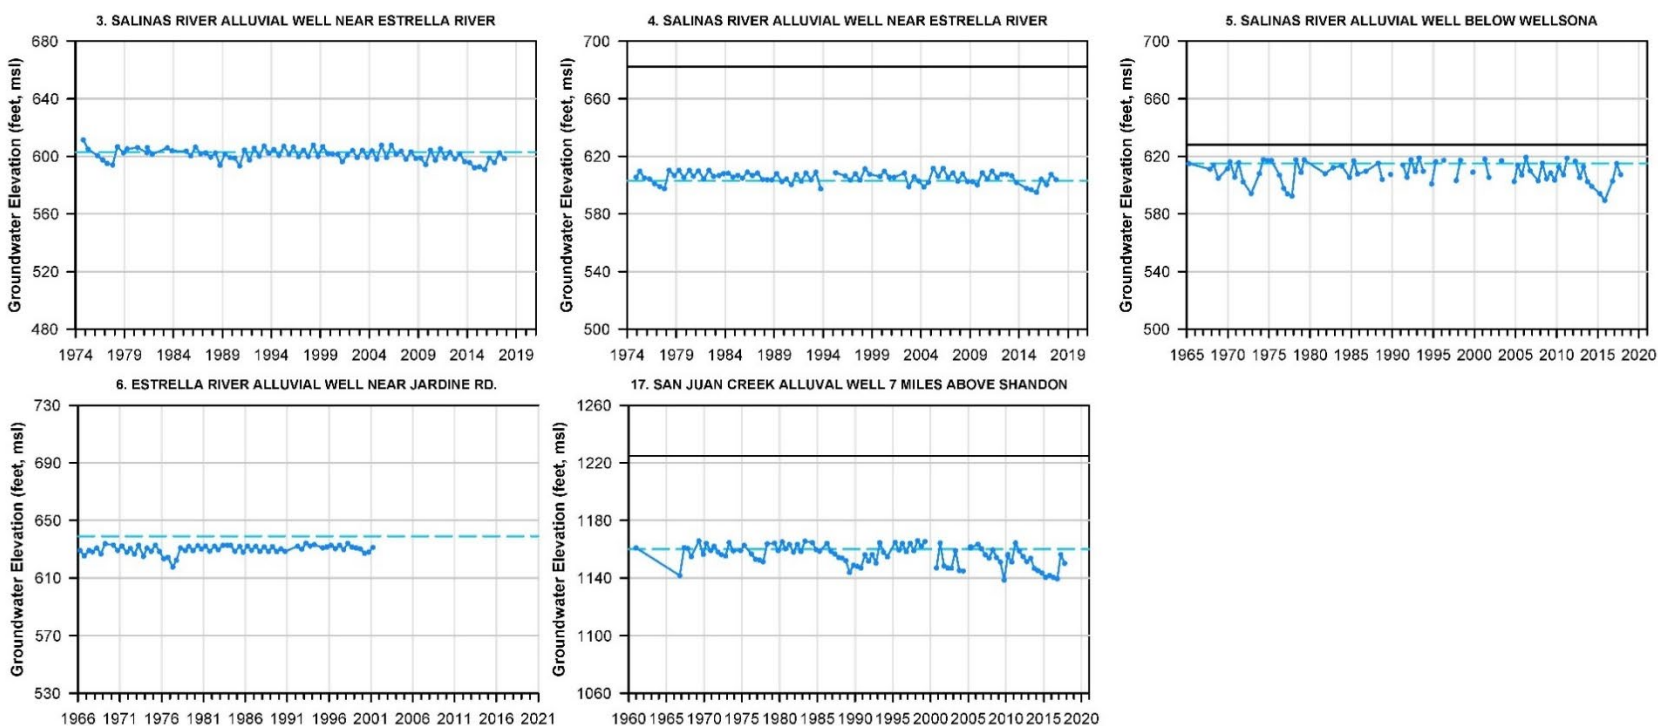 3. SALINAS RIVER ALLUVIAL WELL NEAR ESTRELLA RIVER
Groundwater Elevation (feet, msl)
680
640
600
560
520
480
1974 1979 1984 1989 1994 1999 2004 2009 2014 2019
4. SALINAS RIVER ALLUVIAL WELL NEAR ESTRELLA RIVER
Groundwater Elevation (feet, msl)
700
660
620
580
540
500
1974 1979 1984 1989 1994 1999 2004 2009 2014 2019
5. SALINAS RIVER ALLUVIAL WELL BELOW WELLSONA
Groundwater Elevation (feet, msl)
700
660
620
580
540
500
1965 1970 1975 1980 1985 1990 1995 2000 2005 2010 2015 2020
6. ESTRELLA RIVER ALLUVIAL WELL NEAR JARDINE RD.
Groundwater Elevation (feet, msl)
730
690
650
610
570
530
1966 1971 1976 1981 1986 1991 1996 2001 2006 2011 2016 2021
17. SAN JUAN CREEK ALLUVAL WELL 7 MILES ABOVE SHANDON
Groundwater Elevation (feet, msl)
1260
1220
1180
1140
1100
1060
1960 1965 1970 1975 1980 1985 1990 1995 2000 2005 2010 2015 2020